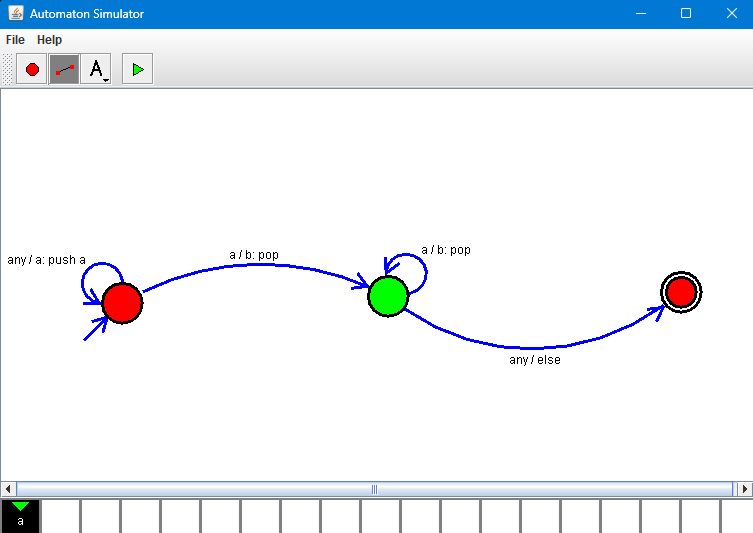 Automaton Simulator
File Help
A
any / a: push a
a / b: pop
a / b: pop
any / else
a